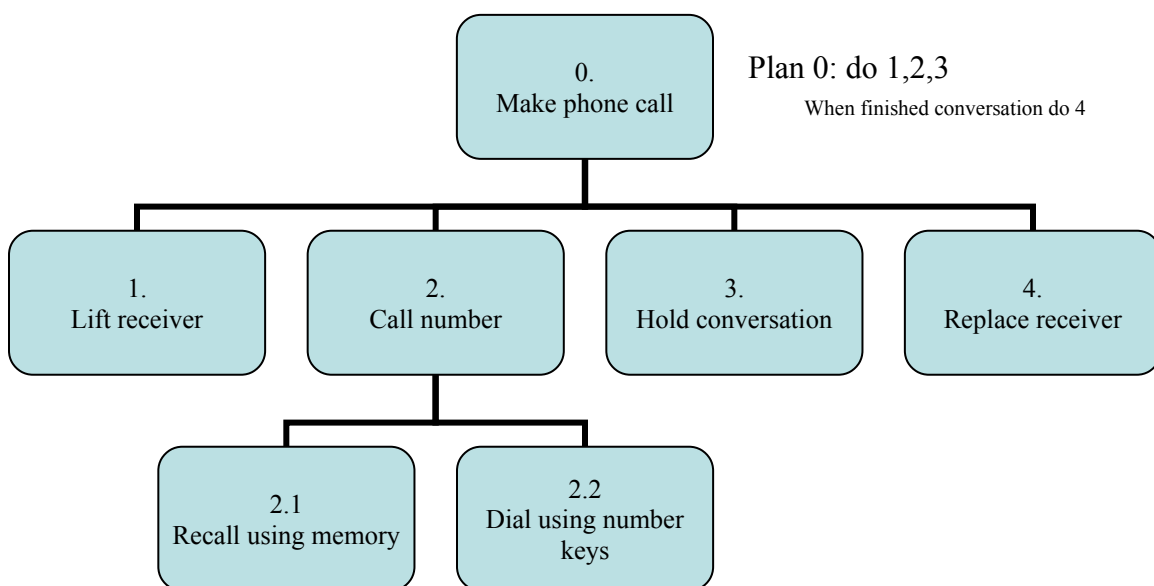 0.
Make phone call
Plan 0: do 1,2,3
When finished conversation do 4
1.
Lift receiver
2.
Call number
3.
Hold conversation
4.
Replace receiver
2.1
Recall using memory
2.2
Dial using number
keys